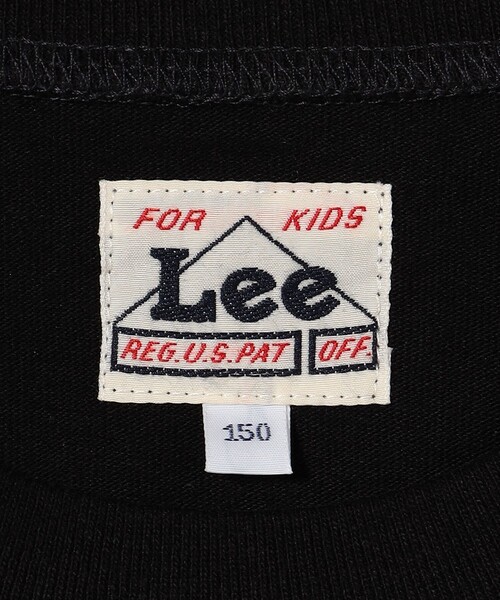 FOR KIDS
Lee
REG.U.S.PAT OFF.
150